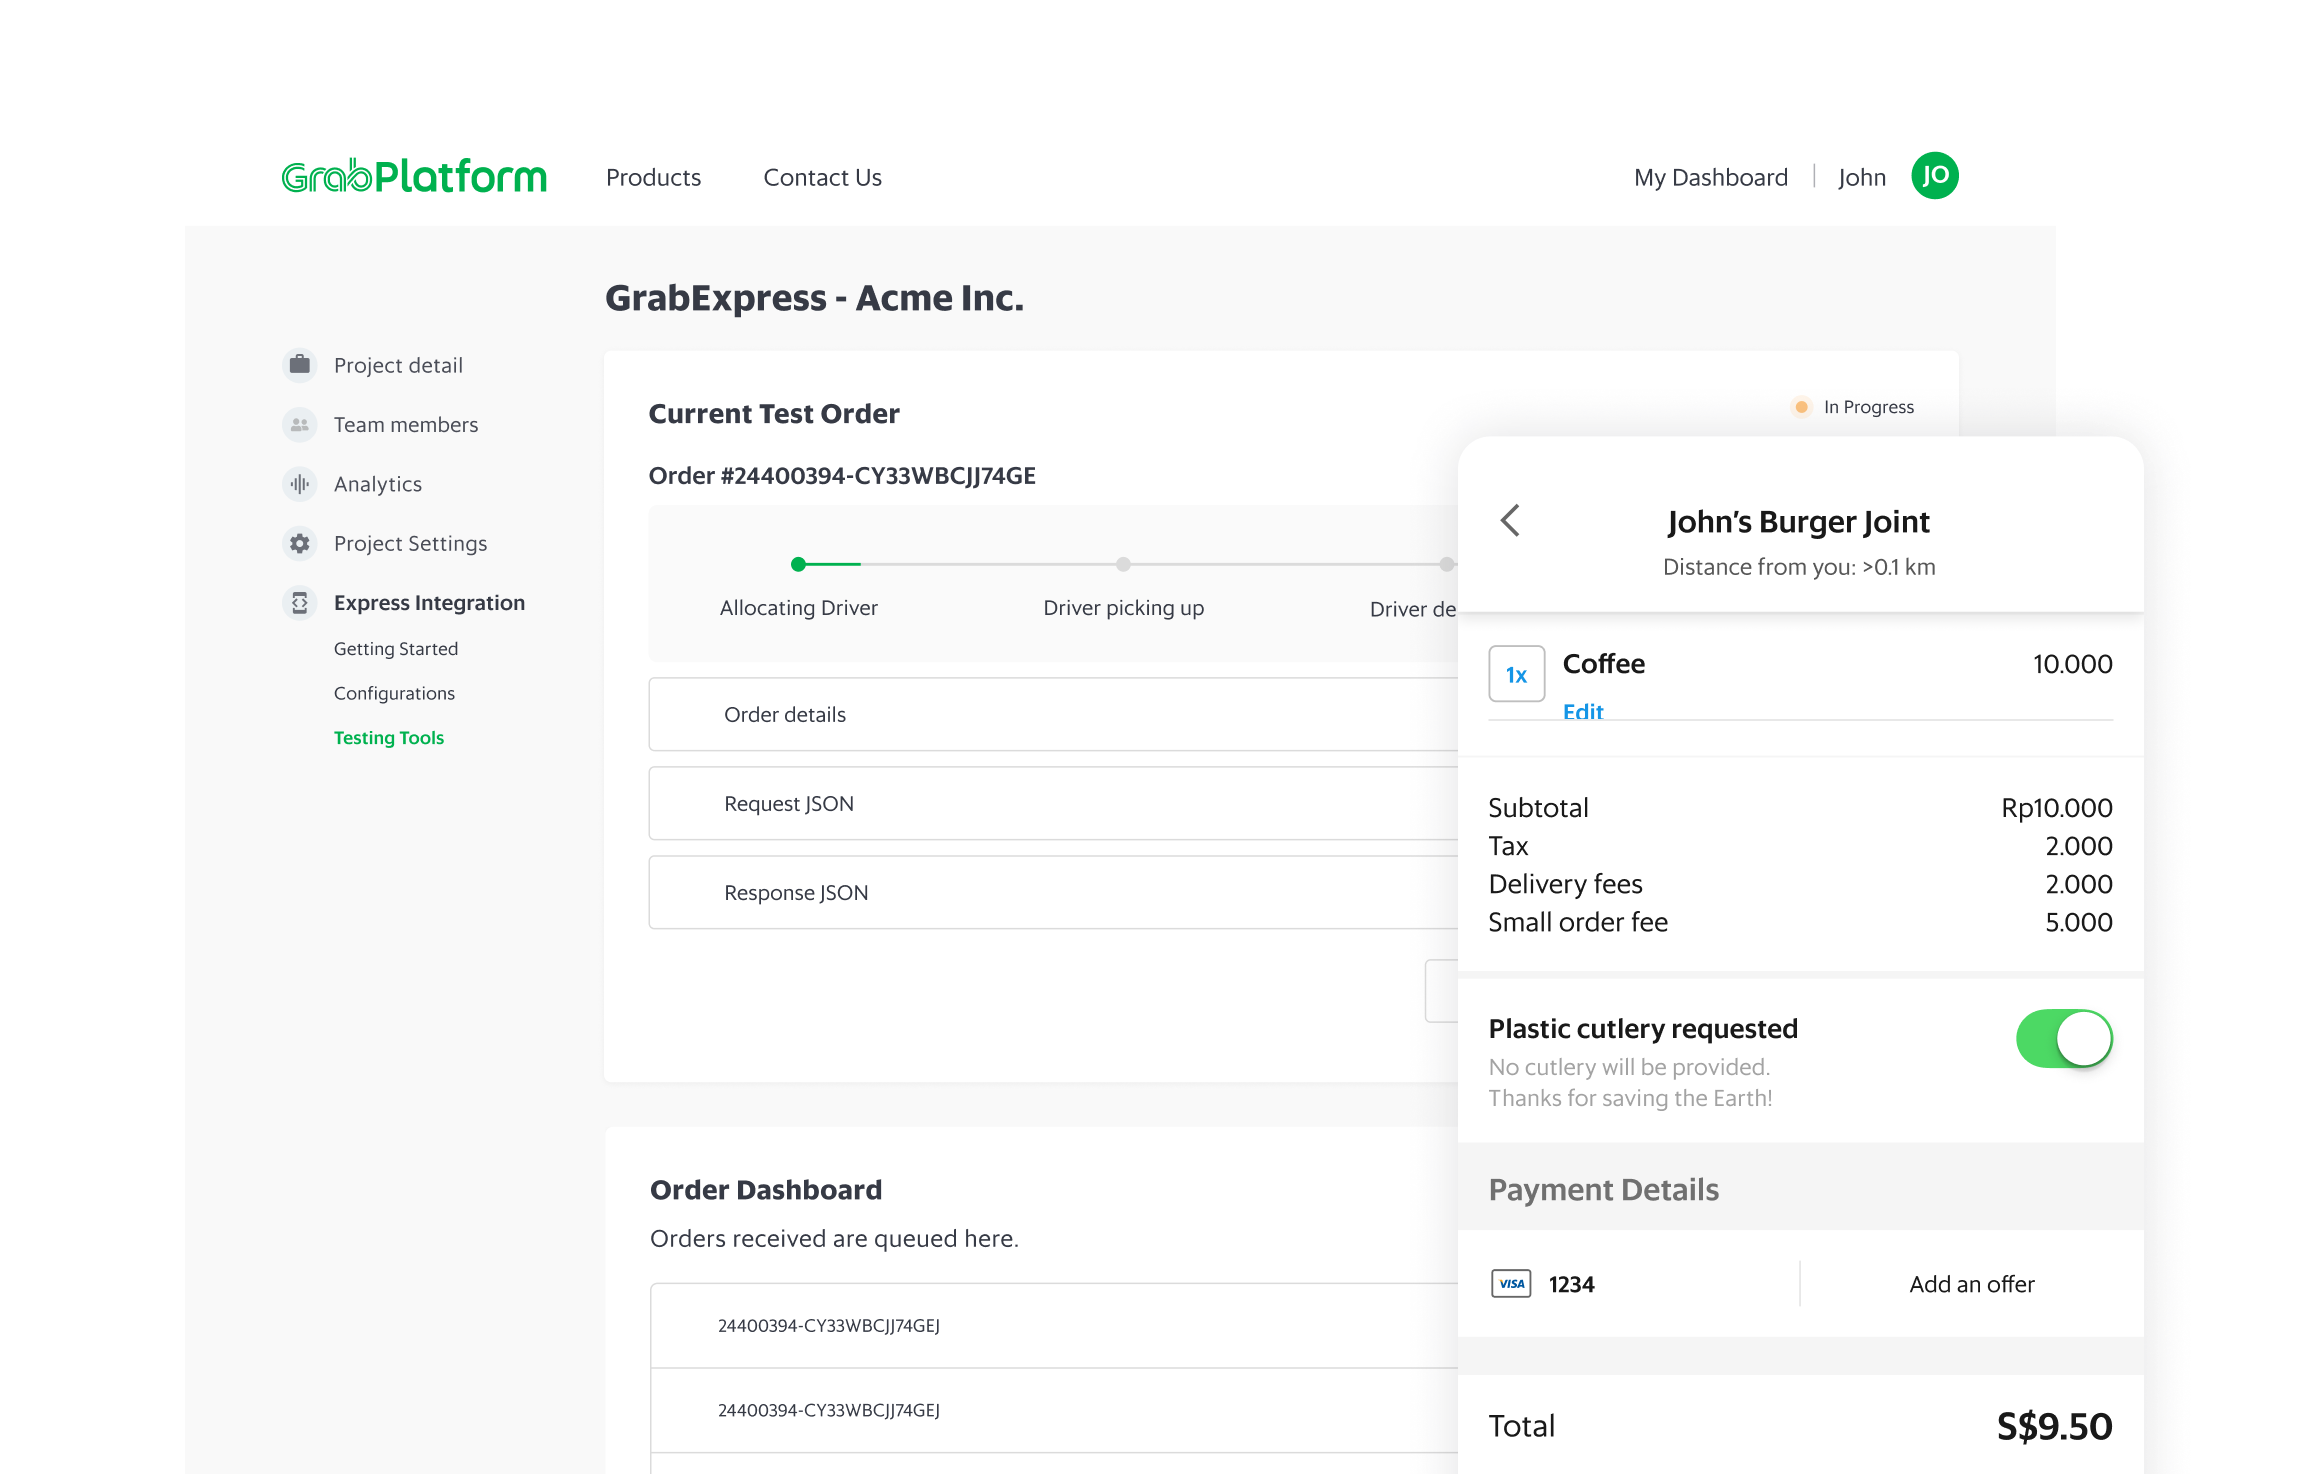 GrabPlatform
Products
Contact Us
My Dashboard
John
JO
GrabExpress - Acme Inc.
Project detail
Team members
Analytics
Project Settings
Express Integration
Getting Started
Configurations
Testing Tools
Current Test Order
In Progress
Order #24400394-CY33WBCJJ74GE
Allocating Driver
Driver picking up
Driver de
Order details
Request JSON
Response JSON
Order Dashboard
Orders received are queued here.
24400394-CY33WBCJJ74GEJ
24400394-CY33WBCJJ74GEJ
John's Burger Joint
Distance from you: >0.1 km
1x
Coffee
10.000
Edit
Subtotal Rp10.000
Tax 2.000
Delivery fees 2.000
Small order fee 5.000
Plastic cutlery requested
No cutlery will be provided.
Thanks for saving the Earth!
Payment Details
VISA
1234
Add an offer
Total S$9.50